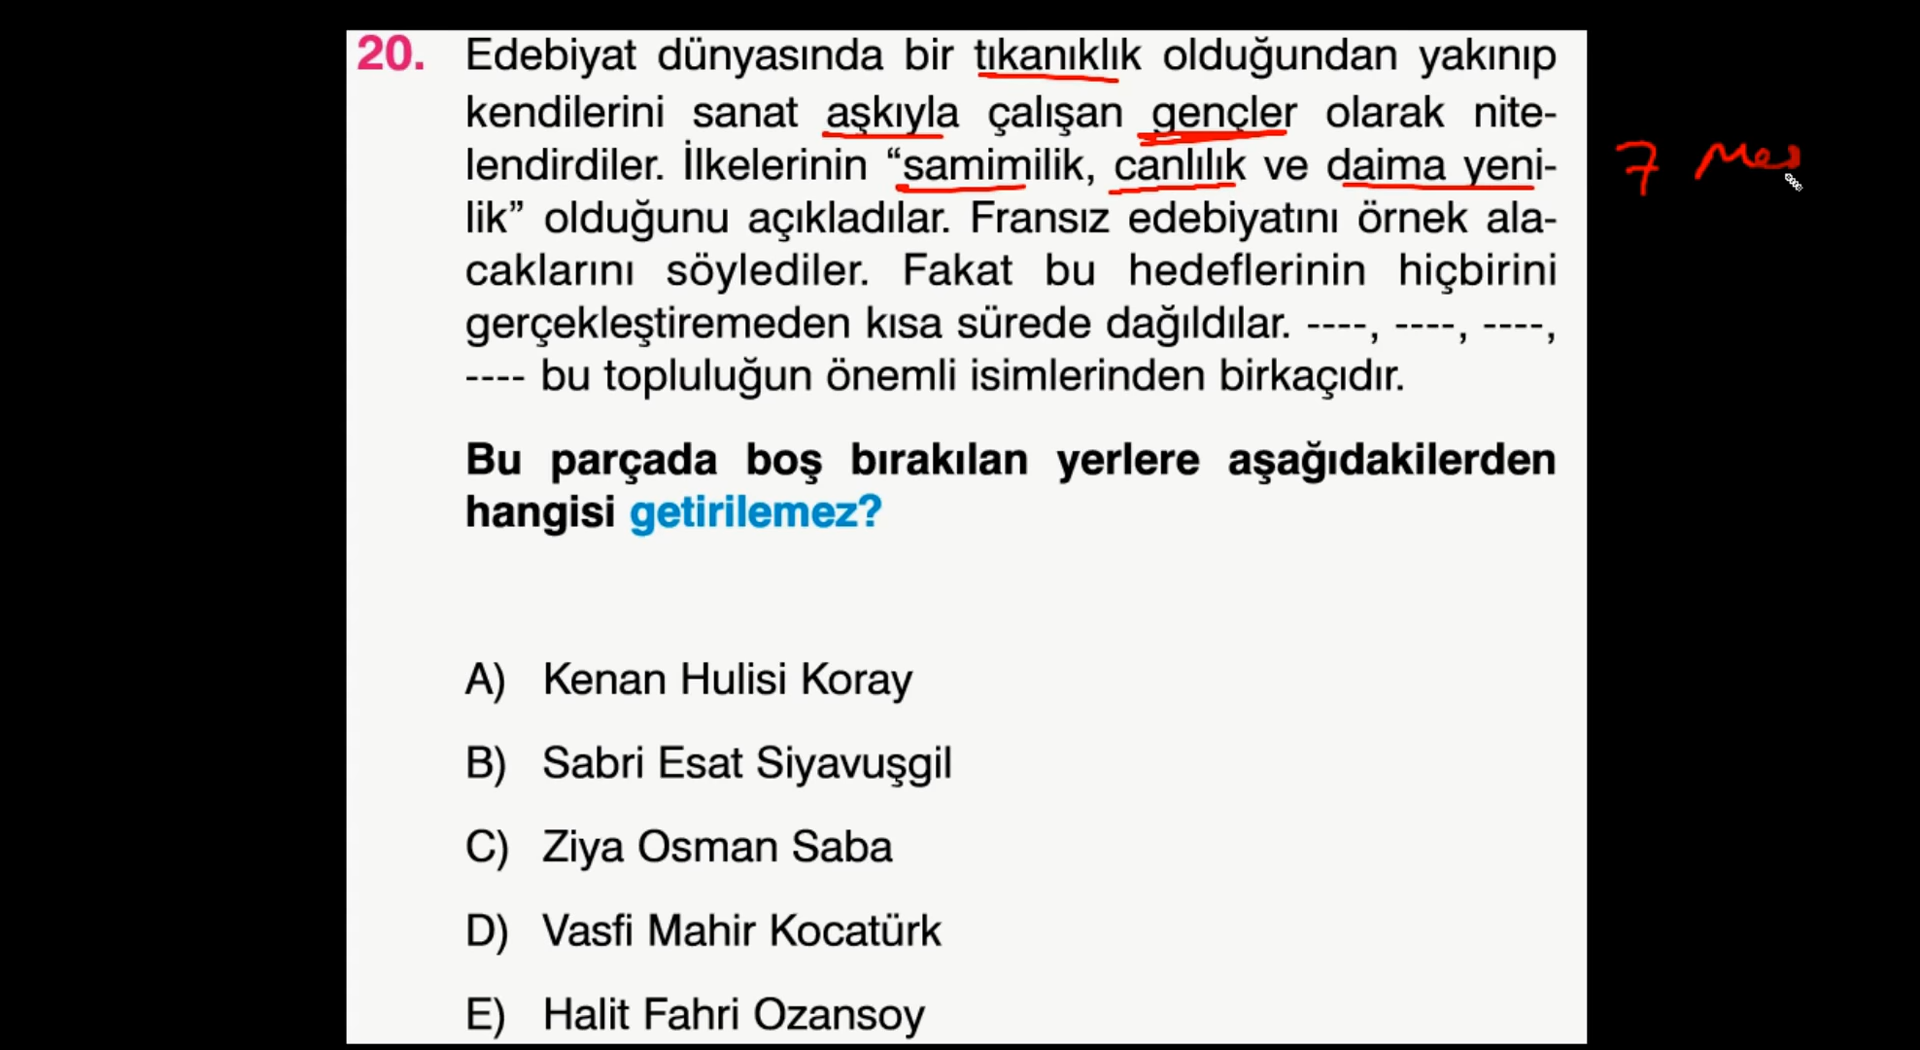 20. Edebiyat dünyasında bir tıkanıklık olduğundan yakınıp
kendilerini sanat aşkıyla çalışan gençler olarak nite-
lendirdiler. İlkelerinin “samimilik, canlılık ve daima yeni-
lik” olduğunu açıkladılar. Fransız edebiyatını örnek ala-
caklarını söylediler. Fakat bu hedeflerinin hiçbirini
gerçekleştiremeden kısa sürede dağıldılar. ----, ----, ----,
---- bu topluluğun önemli isimlerinden birkaçıdır.
7 Mes
Bu parçada boş bırakılan yerlere aşağıdakilerden
hangisi getirilemez?
A) Kenan Hulisi Koray
B) Sabri Esat Siyavuşgil
C) Ziya Osman Saba
D) Vasfi Mahir Kocatürk
E) Halit Fahri Ozansoy